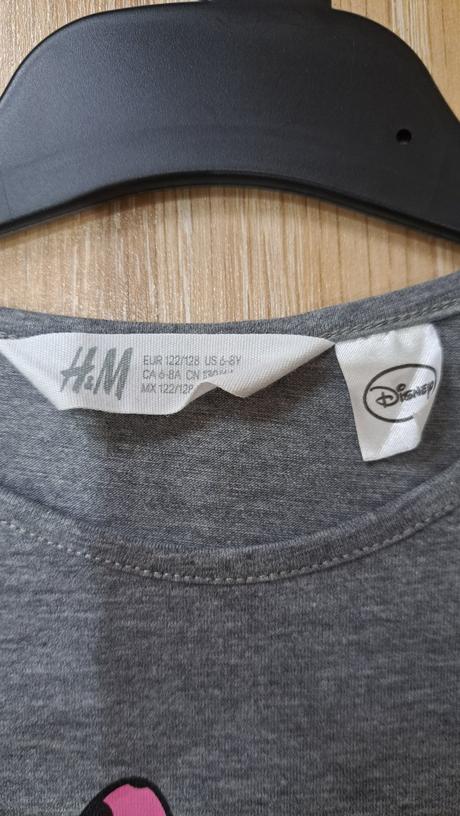 H&M
EUR 122/128 US 6-8Y
CA 6-8A CN
MX 122/128
Disney